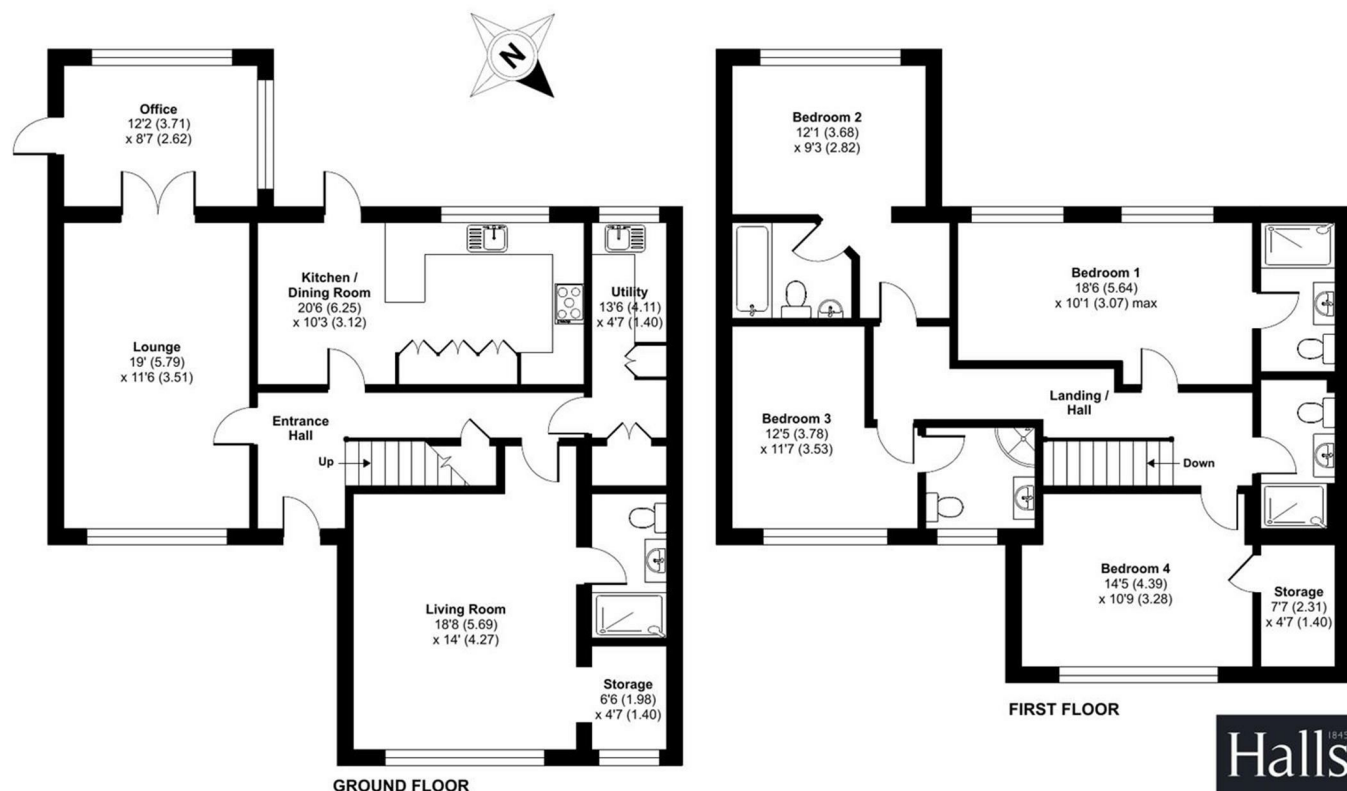 N
Office
12'2 (3.71)
x 8'7 (2.62)
Kitchen /
Dining Room
20'6 (6.25)
x 10'3 (3.12)
Utility
13'6 (4.11)
x 4'7 (1.40)
Lounge
19' (5.79)
x 11'6 (3.51)
Entrance
Hall
Up
Living Room
18'8 (5.69)
x 14' (4.27)
Storage
6'6 (1.98)
x 4'7 (1.40)
GROUND FLOOR
Bedroom 2
12'1 (3.68)
x 9'3 (2.82)
Bedroom 1
18'6 (5.64)
x 10'1 (3.07) max
Bedroom 3
12'5 (3.78)
x 11'7 (3.53)
Landing /
Hall
Down
Bedroom 4
14'5 (4.39)
x 10'9 (3.28)
Storage
7'7 (2.31)
x 4'7 (1.40)
FIRST FLOOR
Halls
1845